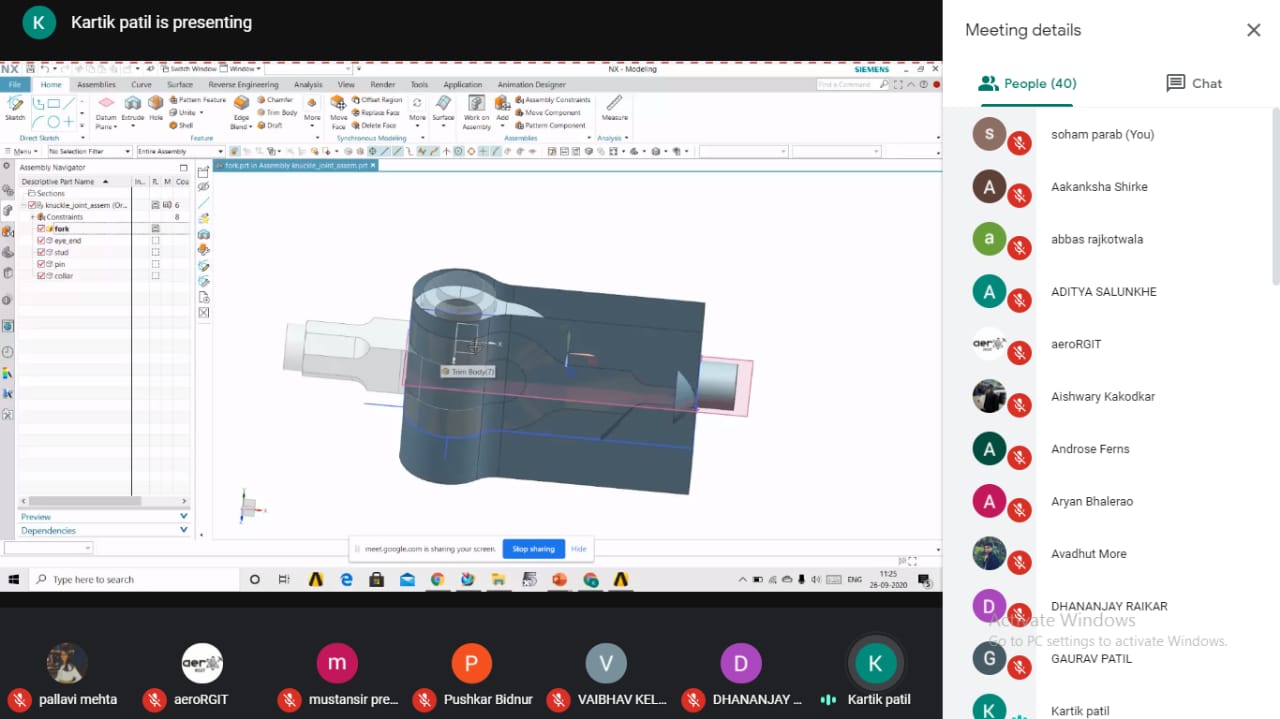 K Kartik patil is presenting
NX Switch Window Window NX - Modeling SIEMENS
File Home Assemblies Curve Surface Reverse Engineering Analysis View Render Tools Application Animation Designer Find a Command
Sketch Datum Plane Extrude Hole Pattern Feature Unite Shell Edge Blend Chamfer Trim Body Draft More Move Face Offset Region Replace Face Delete Face More Surface Work on Assembly Add Assembly Constraints Move Component Pattern Component Measure
Direct Sketch Feature Synchronous Modeling Assemblies Analysis
Menu No Selection Filter Entire Assembly
Assembly Navigator
fork.prt in Assembly knuckle_joint_assem.prt
Descriptive Part Name In... R. M Cou
Sections
knuckle_joint_assem (Or... 6
Constraints 8
fork
eye_end
stud
pin
collar
Trim Body(7)
X
Preview
Dependencies
meet.google.com is sharing your screen. Stop sharing Hide
Type here to search
ENG
11:25
26-09-2020
pallavi mehta
aeroRGIT
m mustansir pre...
P Pushkar Bidnur
V VAIBHAV KEL...
D DHANANJAY ...
K Kartik patil
Meeting details
People (40)
Chat
s soham parab (You)
A Aakanksha Shirke
a abbas rajkotwala
A ADITYA SALUNKHE
aeroRGIT
Aishwary Kakodkar
A Androse Ferns
A Aryan Bhalerao
Avadhut More
D DHANANJAY RAIKAR
Activate Windows
Go to PC settings to activate Windows.
G GAURAV PATIL
K Kartik patil